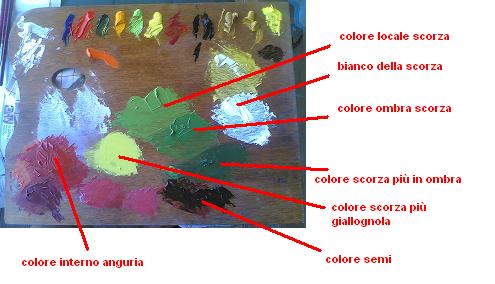 colore locale scorza
bianco della scorza
colore ombra scorza
colore scorza più in ombra
colore scorza più
giallognola
colore semi
colore interno anguria